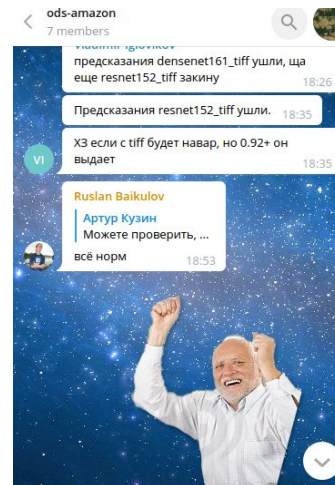 ods-amazon
7 members
Vladimir Iglovikov
предсказания densenet161_tiff ушли, ща
еще resnet152_tiff закину
18:26
Предсказания resnet152_tiff ушли.
18:35
ХЗ если с tiff будет навар, но 0.92+ он
выдает
18:35
VI
Ruslan Baikulov
Артур Кузин
Можете проверить, ...
всё норм
18:53